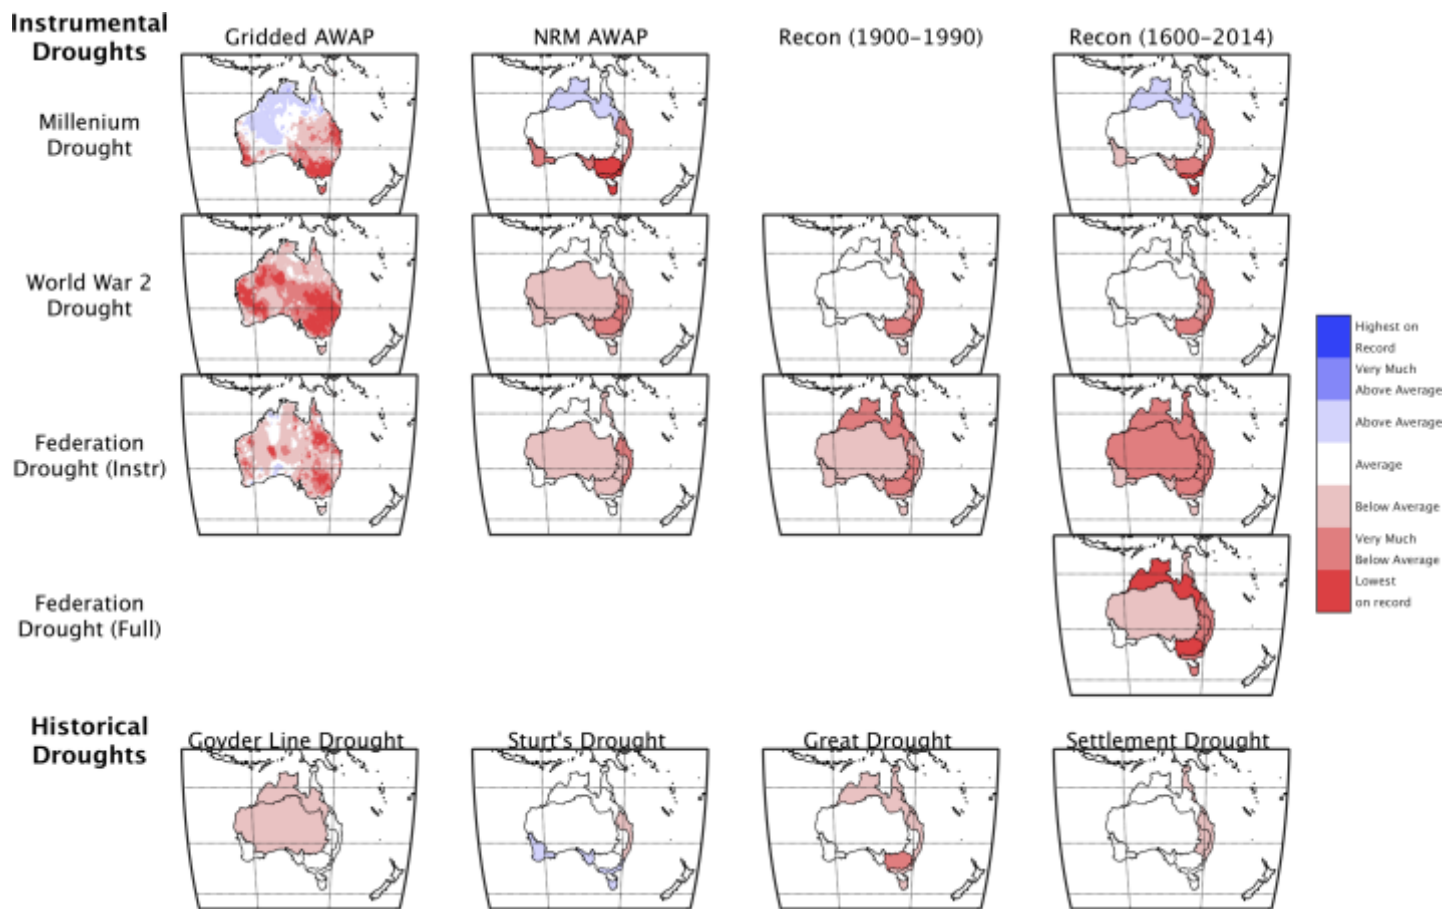 Instrumental
Droughts
Gridded AWAP
NRM AWAP
Recon (1900-1990)
Recon (1600-2014)
Millenium
Drought
World War 2
Drought
Federation
Drought (Instr)
Federation
Drought (Full)
Highest on
Record
Very Much
Above Average
Above Average
Average
Below Average
Very Much
Below Average
Lowest
on record
Historical
Droughts
Goyder Line Drought
Sturt's Drought
Great Drought
Settlement Drought